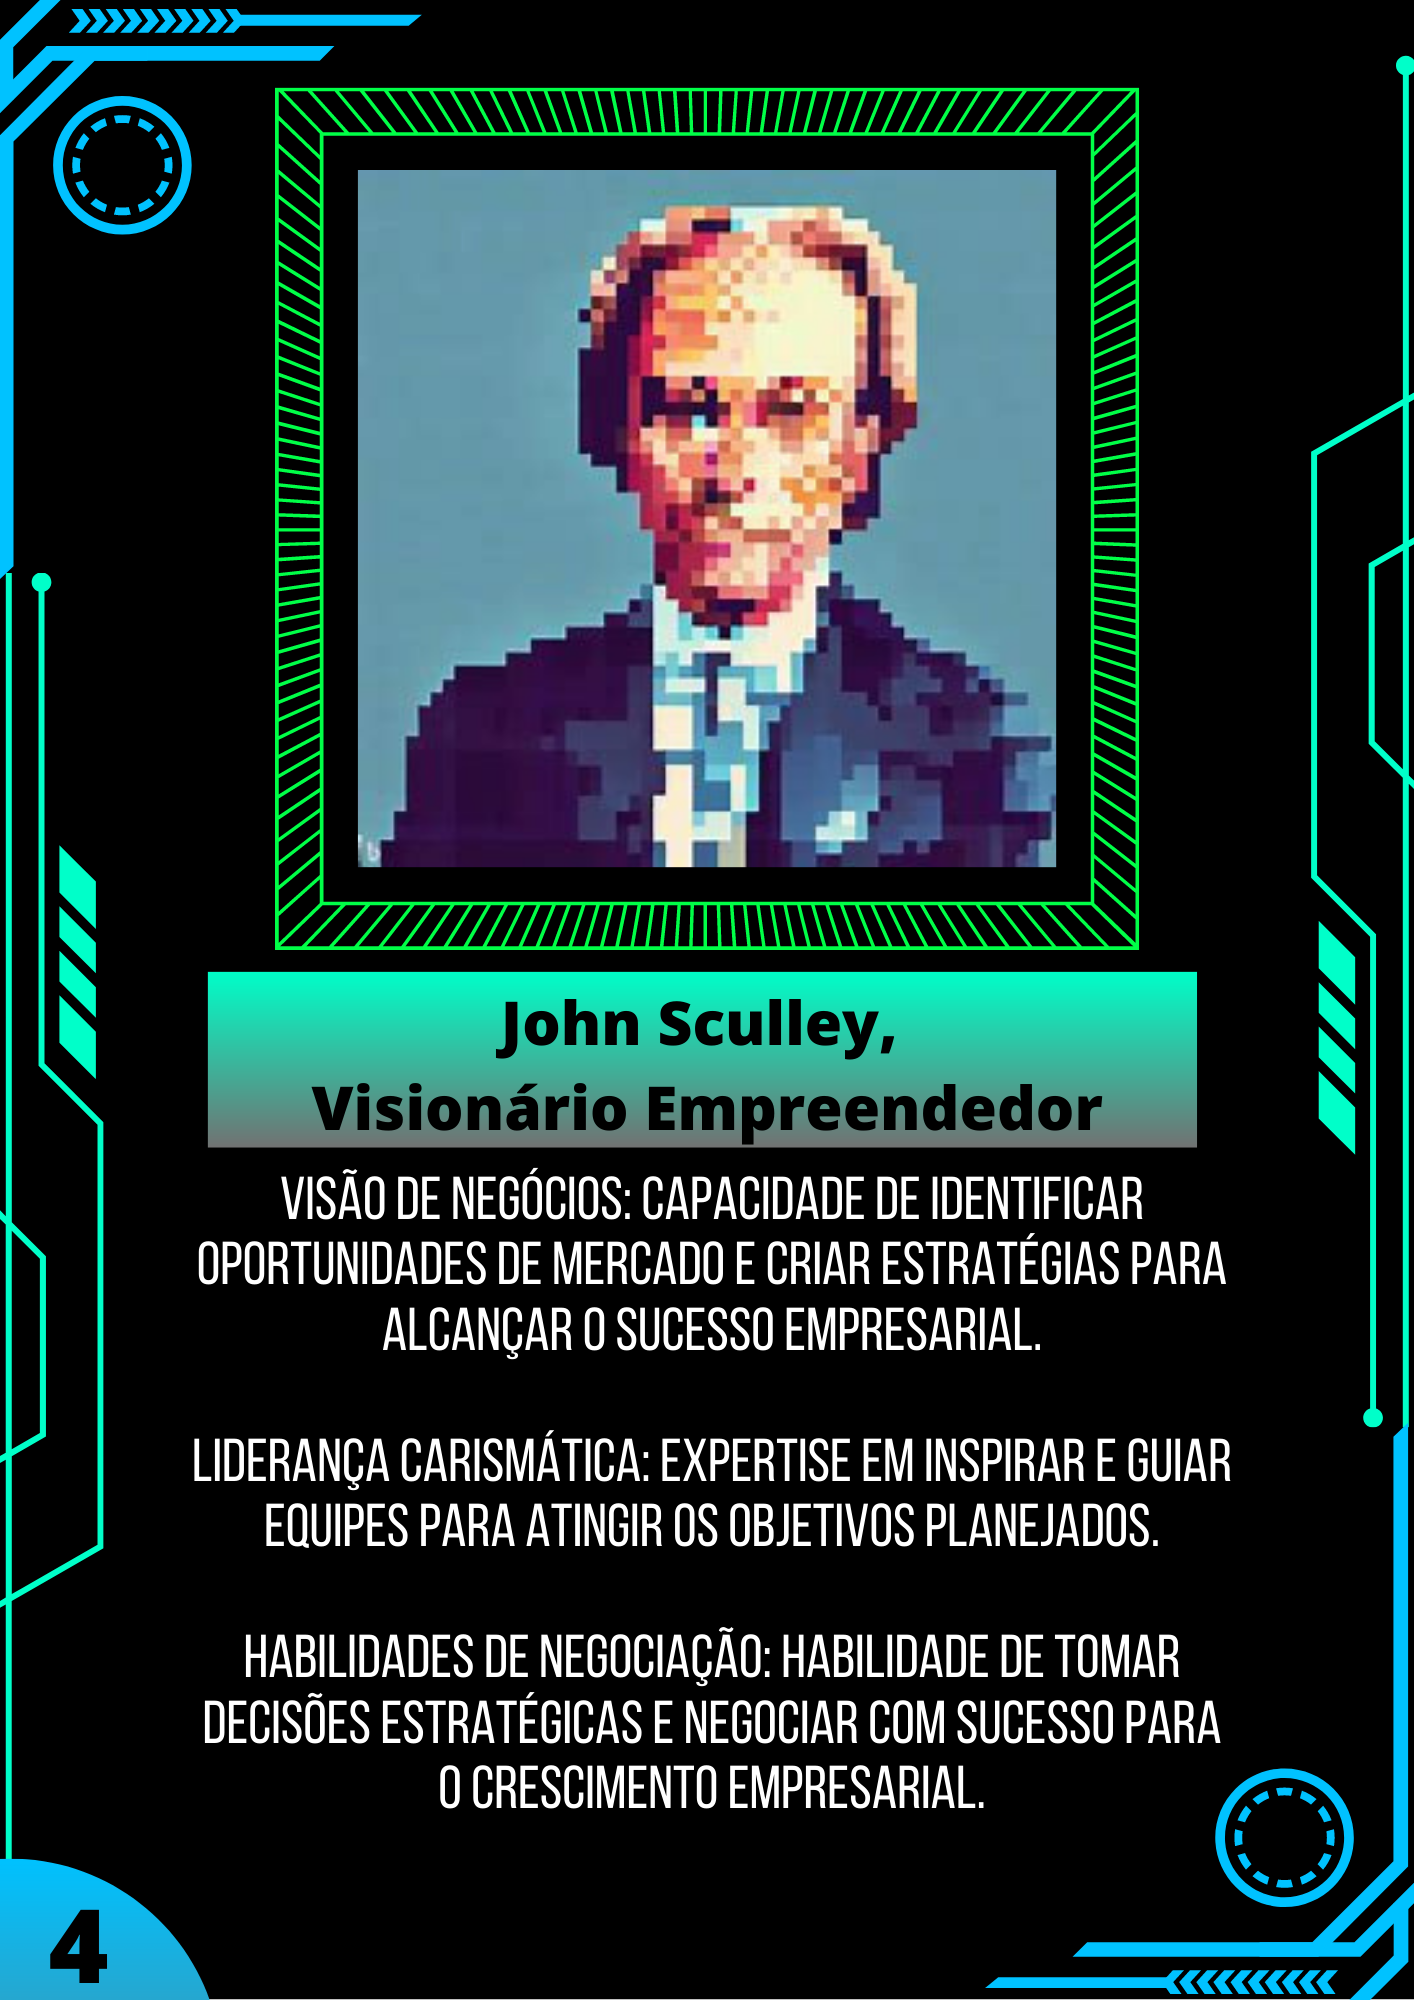 John Sculley,
Visionário Empreendedor
VISÃO DE NEGÓCIOS: CAPACIDADE DE IDENTIFICAR
OPORTUNIDADES DE MERCADO E CRIAR ESTRATÉGIAS PARA
ALCANÇAR O SUCESSO EMPRESARIAL.
LIDERANÇA CARISMÁTICA: EXPERTISE EM INSPIRAR E GUIAR
EQUIPES PARA ATINGIR OS OBJETIVOS PLANEJADOS.
HABILIDADES DE NEGOCIAÇÃO: HABILIDADE DE TOMAR
DECISÕES ESTRATÉGICAS E NEGOCIAR COM SUCESSO PARA
O CRESCIMENTO EMPRESARIAL.
4